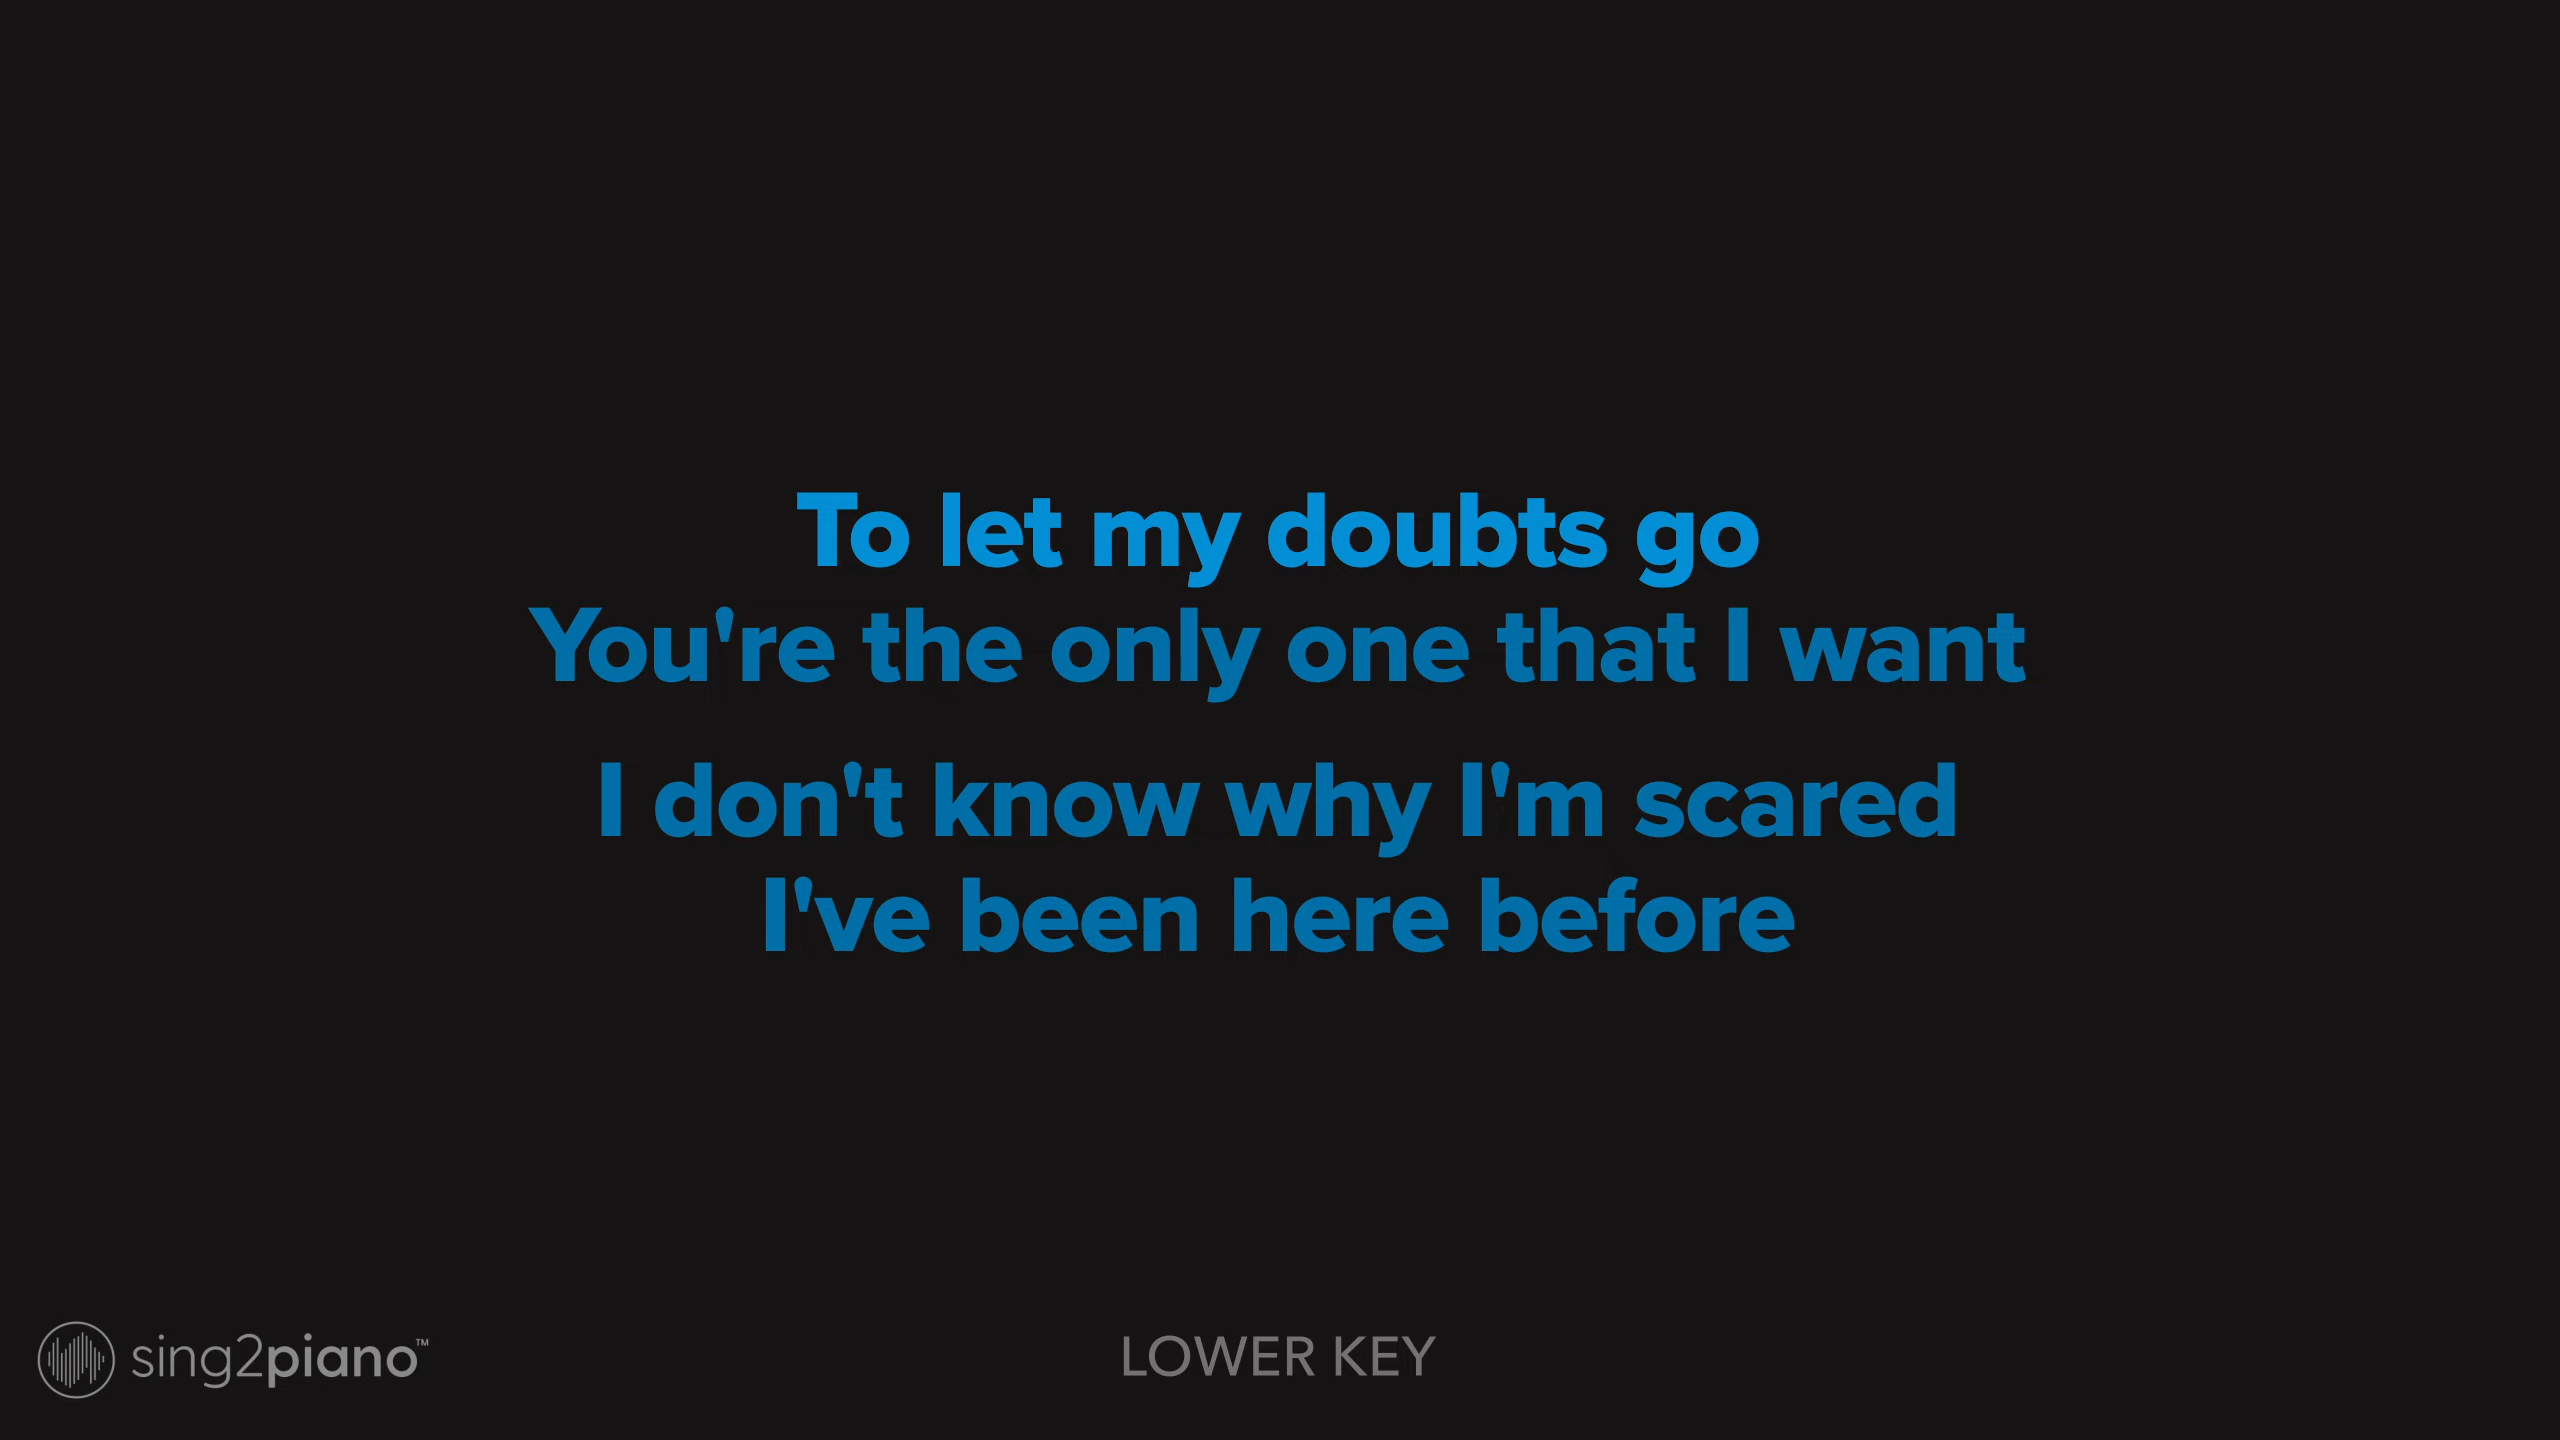 To let my doubts go
You're the only one that I want
I don't know why I'm scared
I've been here before
sing2piano™
LOWER KEY